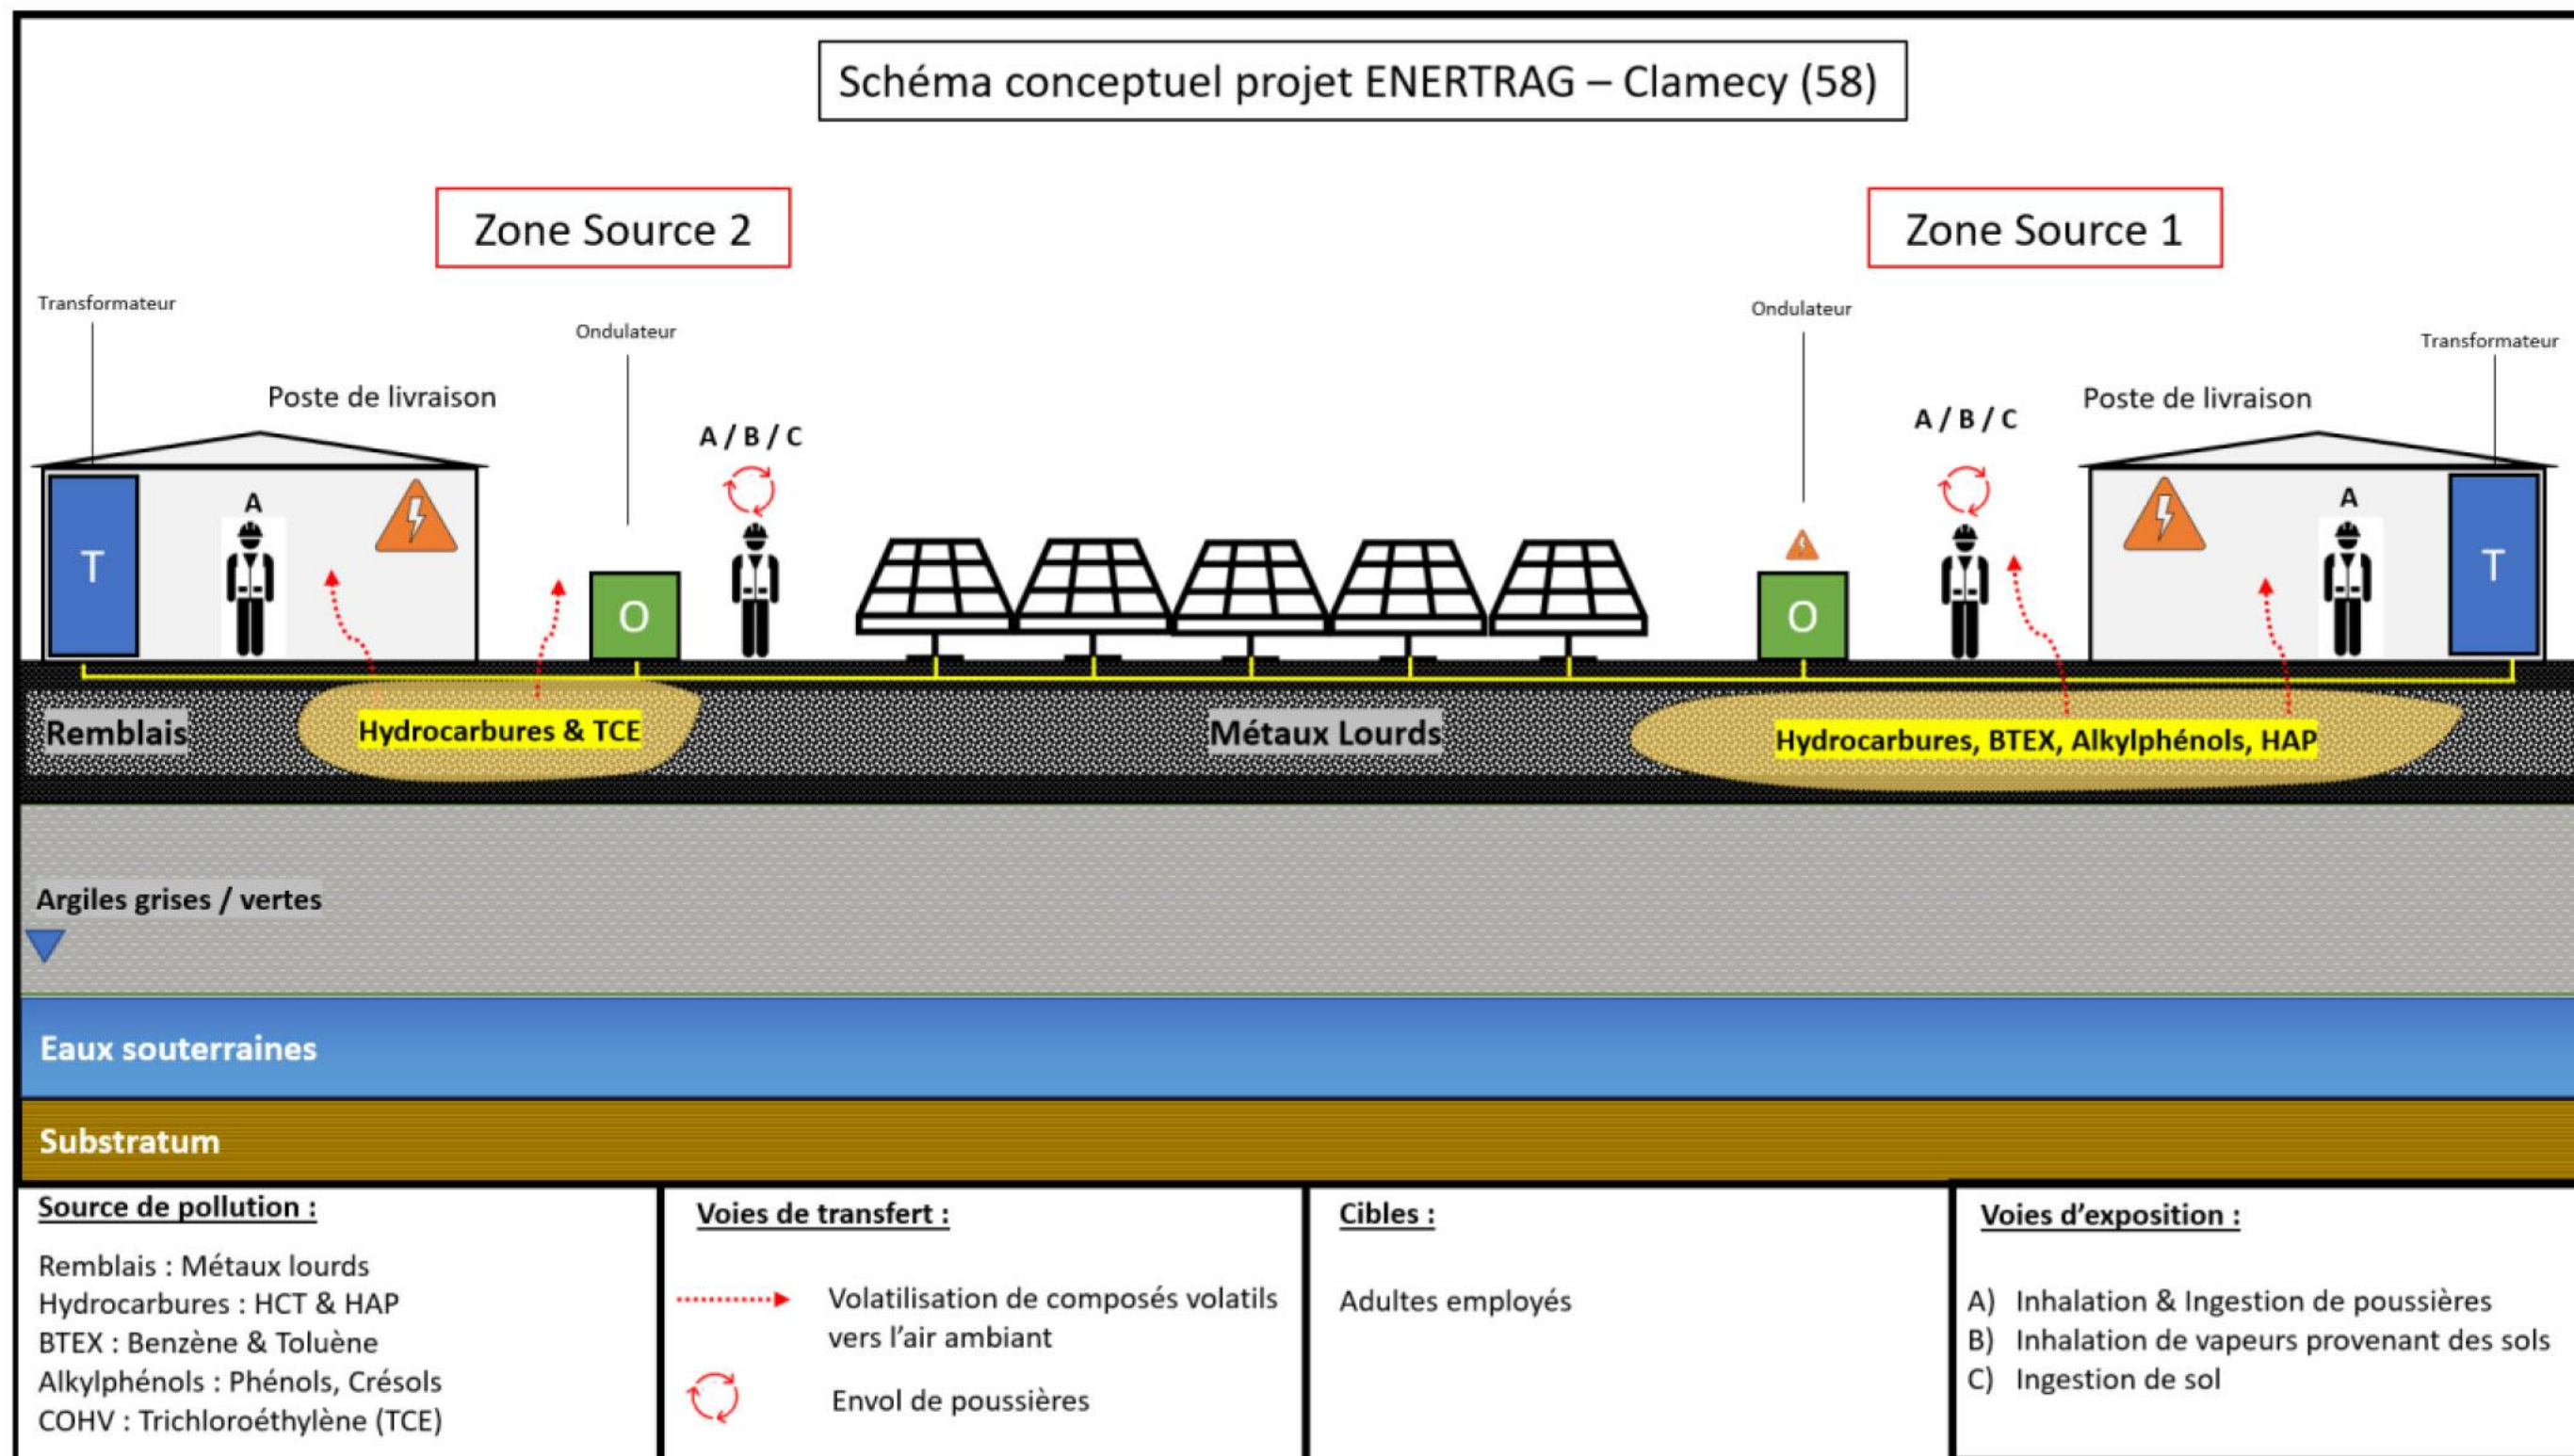 Schéma conceptuel projet ENERTRAG – Clamecy (58)
Zone Source 2
Zone Source 1
Transformateur
Ondulateur
Ondulateur
Transformateur
Poste de livraison
A / B / C
A / B / C
Poste de livraison
A
A
T
O
O
T
Remblais
Hydrocarbures & TCE
Métaux Lourds
Hydrocarbures, BTEX, Alkylphénols, HAP
Argiles grises / vertes
Eaux souterraines
Substratum
Source de pollution :
Remblais : Métaux lourds
Hydrocarbures : HCT & HAP
BTEX : Benzène & Toluène
Alkylphénols : Phénols, Crésols
COHV : Trichloroéthylène (TCE)
Voies de transfert :
Volatilisation de composés volatils
vers l'air ambiant
Envol de poussières
Cibles :
Adultes employés
Voies d'exposition :
A) Inhalation & Ingestion de poussières
B) Inhalation de vapeurs provenant des sols
C) Ingestion de sol